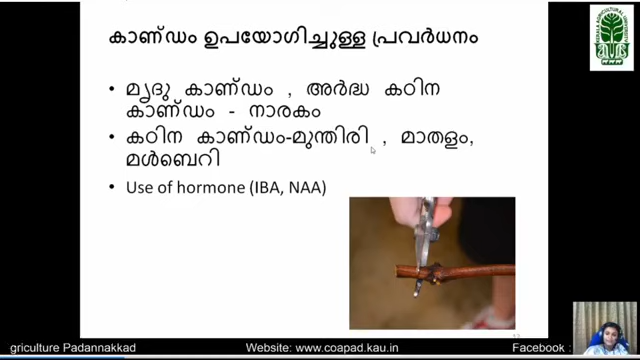 കാണ്ഡം ഉപയോഗിച്ചുള്ള പ്രവർധനം
• മൃദു കാണ്ഡം , അർദ്ധ കഠിന
കാണ്ഡം - നാരകം
• കഠിന കാണ്ഡം-മുന്തിരി , മാതളം,
മൾബെറി
• Use of hormone (IBA, NAA)
griculture Padannakkad Website: www.coapad.kau.in Facebook :